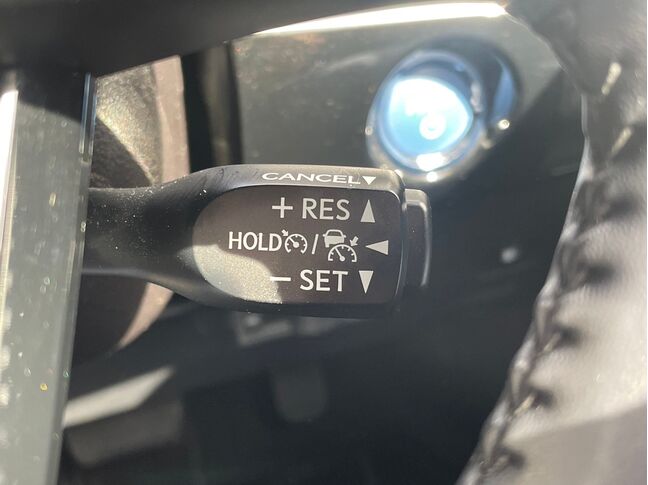 CANCEL▼
+ RES ▲
HOLD / ◀
− SET ▼